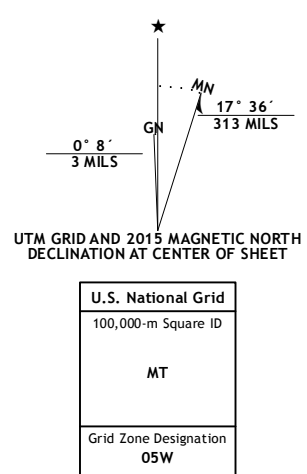 MN
GN
17° 36´
313 MILS
0° 8´
3 MILS
UTM GRID AND 2015 MAGNETIC NORTH
DECLINATION AT CENTER OF SHEET
U.S. National Grid
100,000-m Square ID
MT
Grid Zone Designation
05W